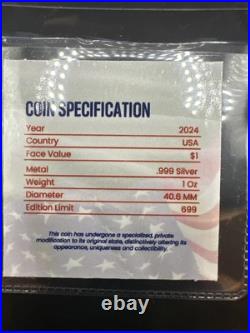 COIN SPECIFICATION
Year 2024
Country USA
Face Value $1
Metal .999 Silver
Weight 1 Oz
Diameter 40.6 MM
Edition Limit 699
This coin has undergone a specialized, private
modification to its original state, distinctively altering its
appearance, uniqueness and collectibility.